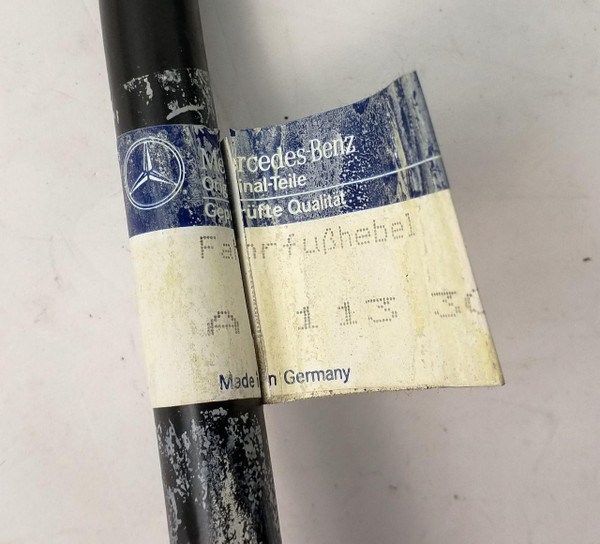 Mercedes-Benz
Original-Teile
Geprüfte Qualität
Fahrfußhebel
A 113 30
Made in Germany